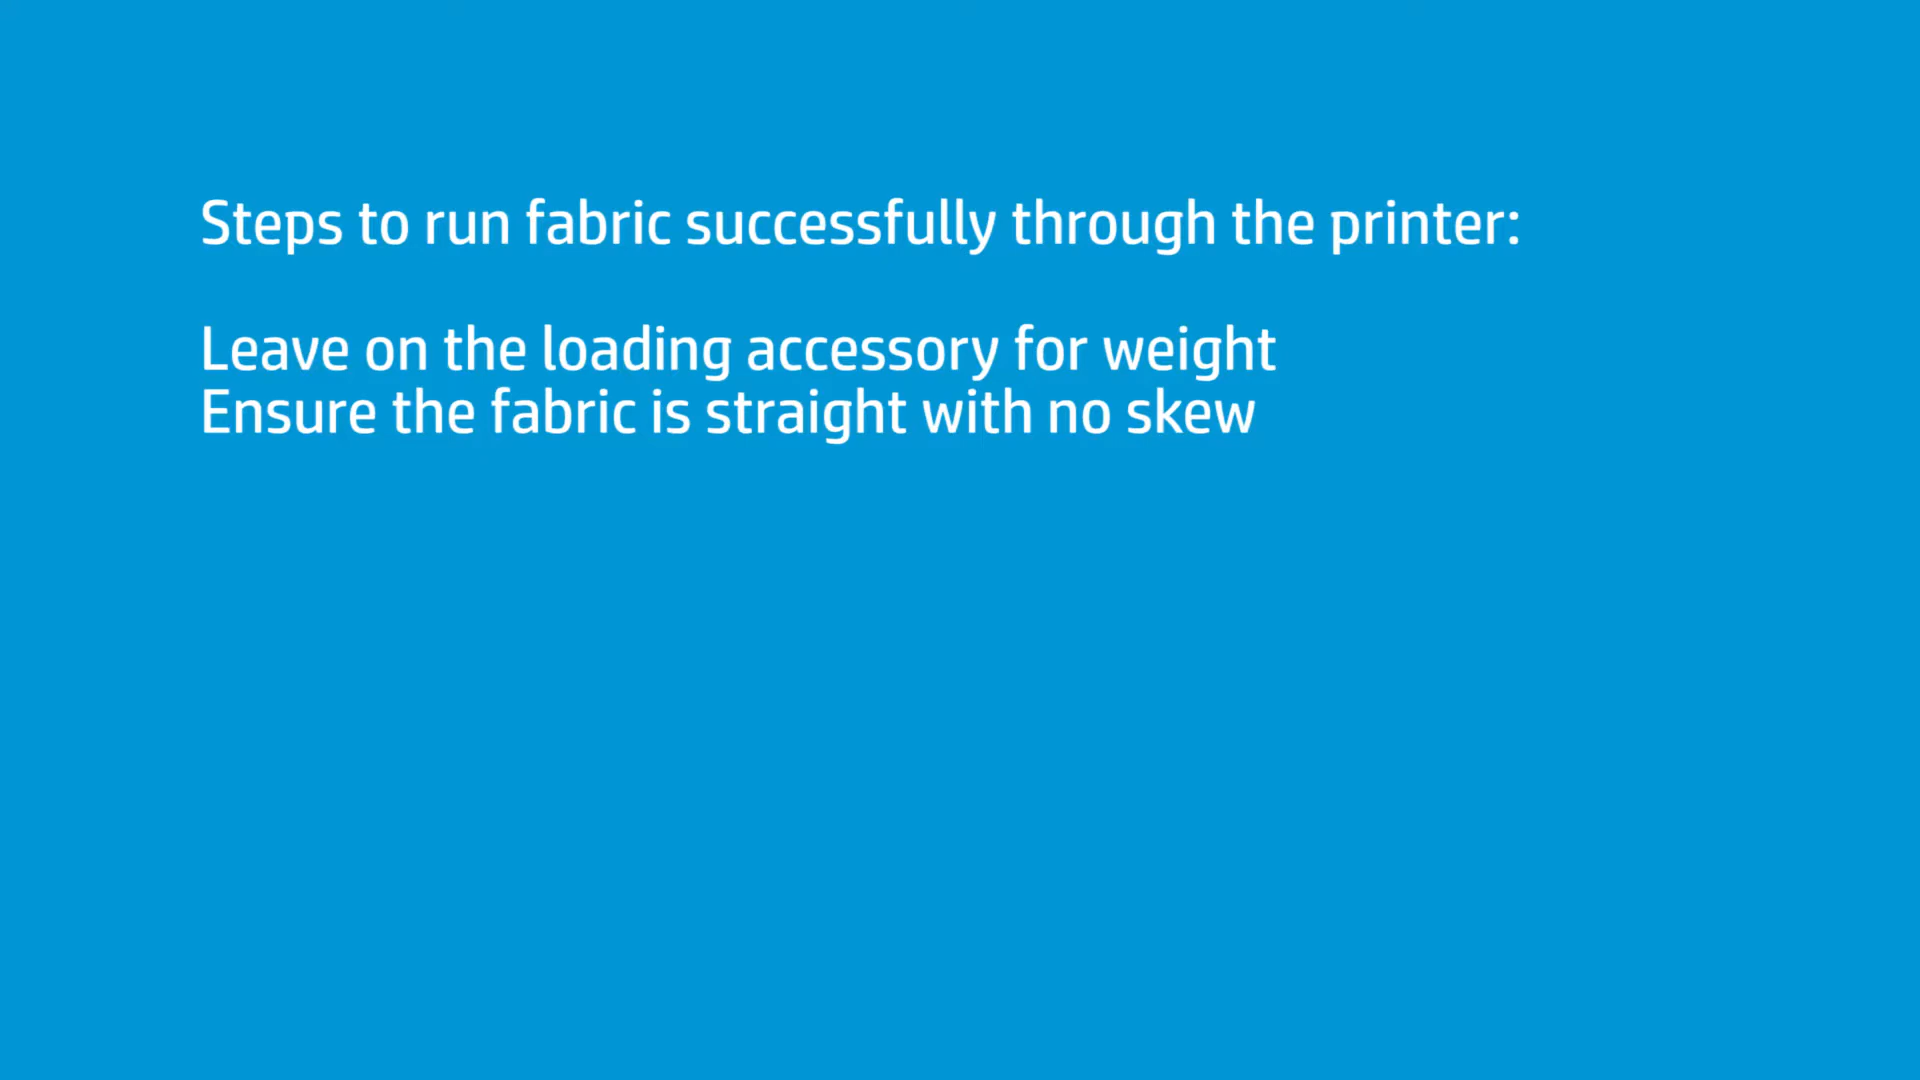 Steps to run fabric successfully through the printer:
Leave on the loading accessory for weight
Ensure the fabric is straight with no skew